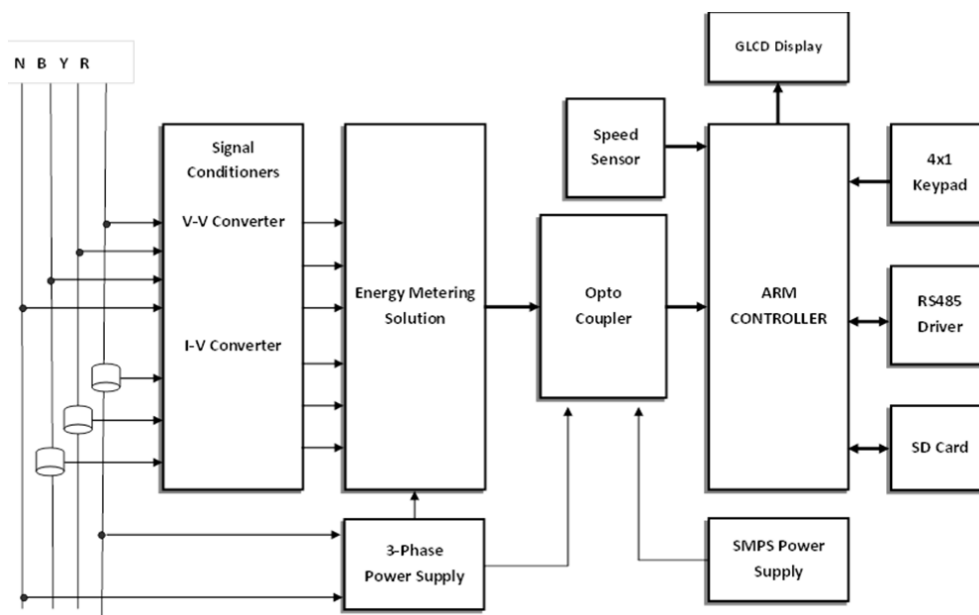 GLCD Display
N B Y R
Signal
Conditioners
V-V Converter
I-V Converter
Energy Metering
Solution
Speed
Sensor
Opto
Coupler
ARM
CONTROLLER
4x1
Keypad
RS485
Driver
SD Card
3-Phase
Power Supply
SMPS Power
Supply